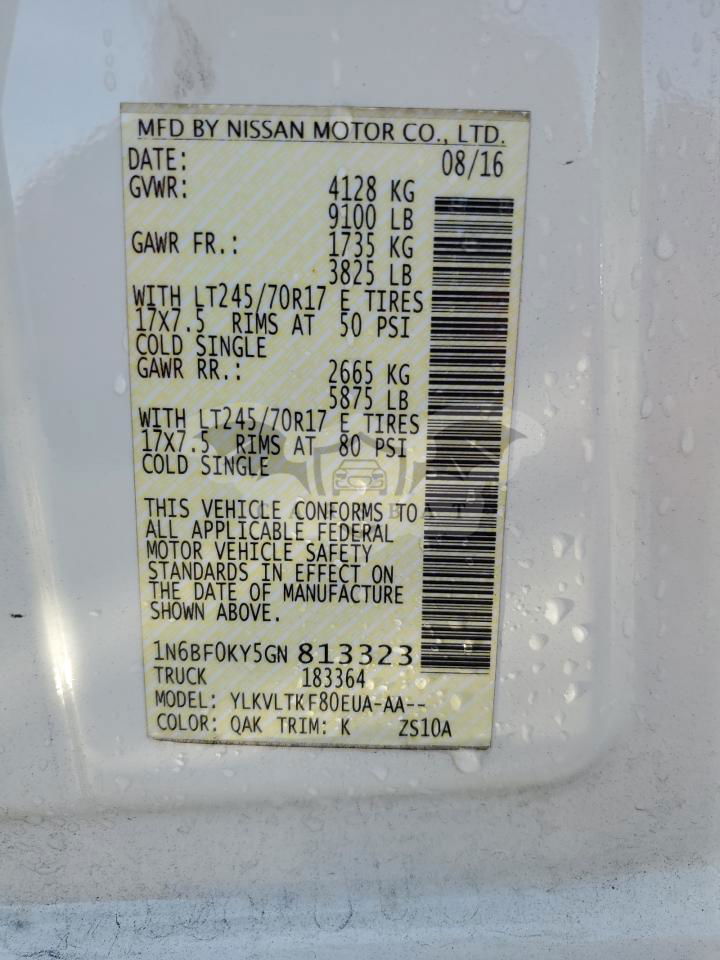 MFD BY NISSAN MOTOR CO., LTD.
DATE: 08/16
GVWR: 4128 KG
9100 LB
GAWR FR.: 1735 KG
3825 LB
WITH LT245/70R17 E TIRES
17X7.5 RIMS AT 50 PSI
COLD SINGLE
GAWR RR.: 2665 KG
5875 LB
WITH LT245/70R17 E TIRES
17X7.5 RIMS AT 80 PSI
COLD SINGLE
THIS VEHICLE CONFORMS TO
ALL APPLICABLE FEDERAL
MOTOR VEHICLE SAFETY
STANDARDS IN EFFECT ON
THE DATE OF MANUFACTURE
SHOWN ABOVE.
1N6BF0KY5GN 813323
TRUCK 183364
MODEL: YLKVLTKF80EUA-AA--
COLOR: QAK TRIM: K ZS10A